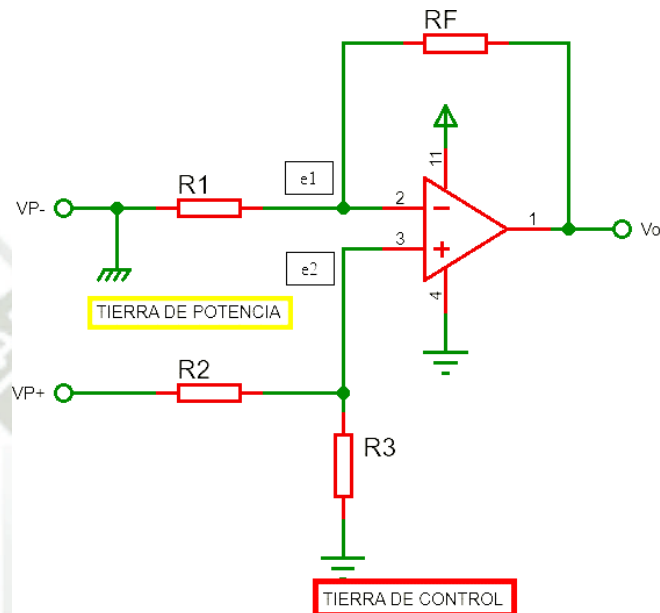 RF
e1
11
R1
VP-
2
-
1
Vo
3
+
e2
4
TIERRA DE POTENCIA
R2
VP+
R3
TIERRA DE CONTROL